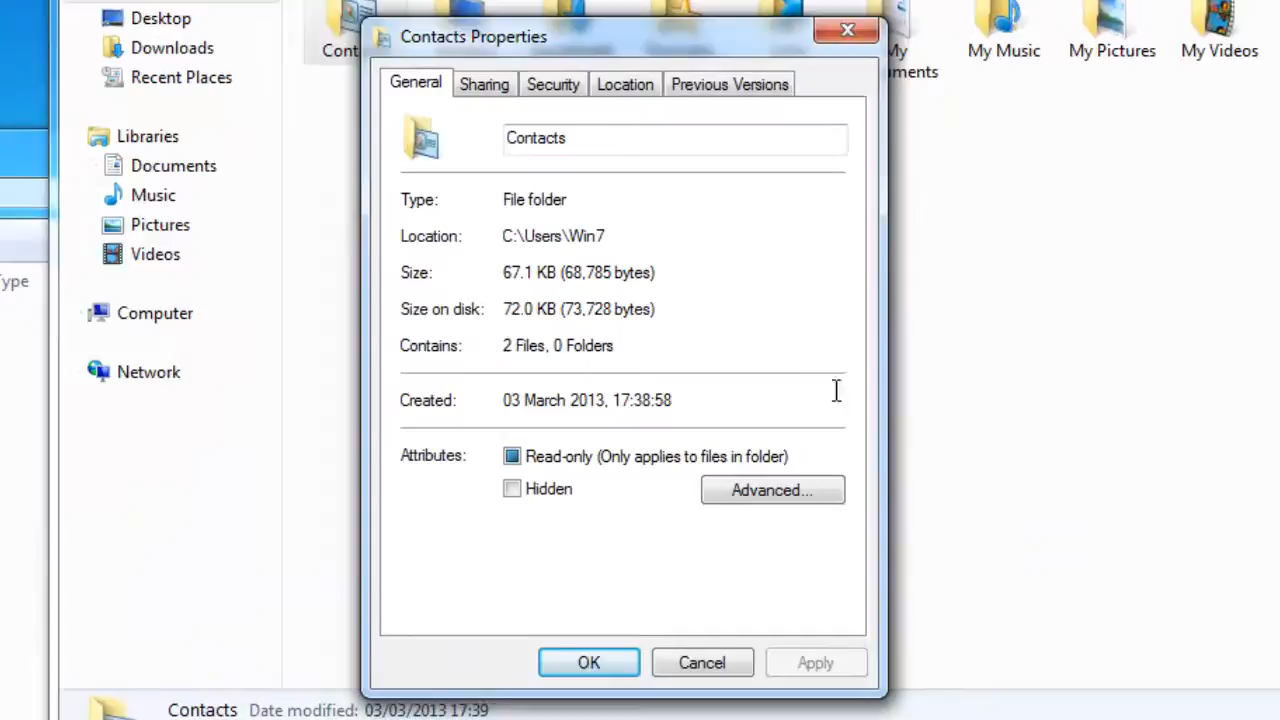 Desktop
Downloads
Recent Places
Libraries
Documents
Music
Pictures
Videos
Computer
Network
My Music
My Pictures
My Videos
Contacts Properties
General Sharing Security Location Previous Versions
Contacts
Type: File folder
Location: C:\Users\Win7
Size: 67.1 KB (68,785 bytes)
Size on disk: 72.0 KB (73,728 bytes)
Contains: 2 Files, 0 Folders
Created: 03 March 2013, 17:38:58
Attributes: Read-only (Only applies to files in folder)
Hidden Advanced...
OK Cancel Apply
Contacts Date modified: 03/03/2013 17:39